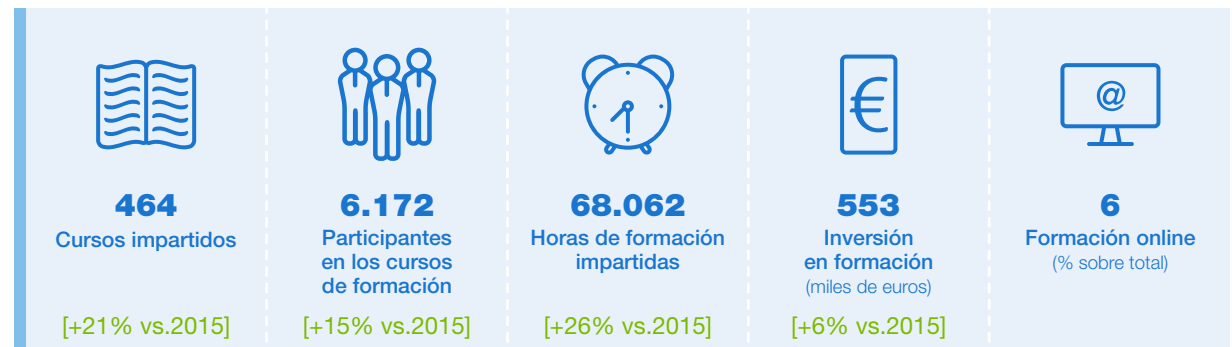 €
@
464
Cursos impartidos
[+21% vs.2015]
6.172
Participantes
en los cursos
de formación
[+15% vs.2015]
68.062
Horas de formación
impartidas
[+26% vs.2015]
553
Inversión
en formación
(miles de euros)
[+6% vs.2015]
6
Formación online
(% sobre total)